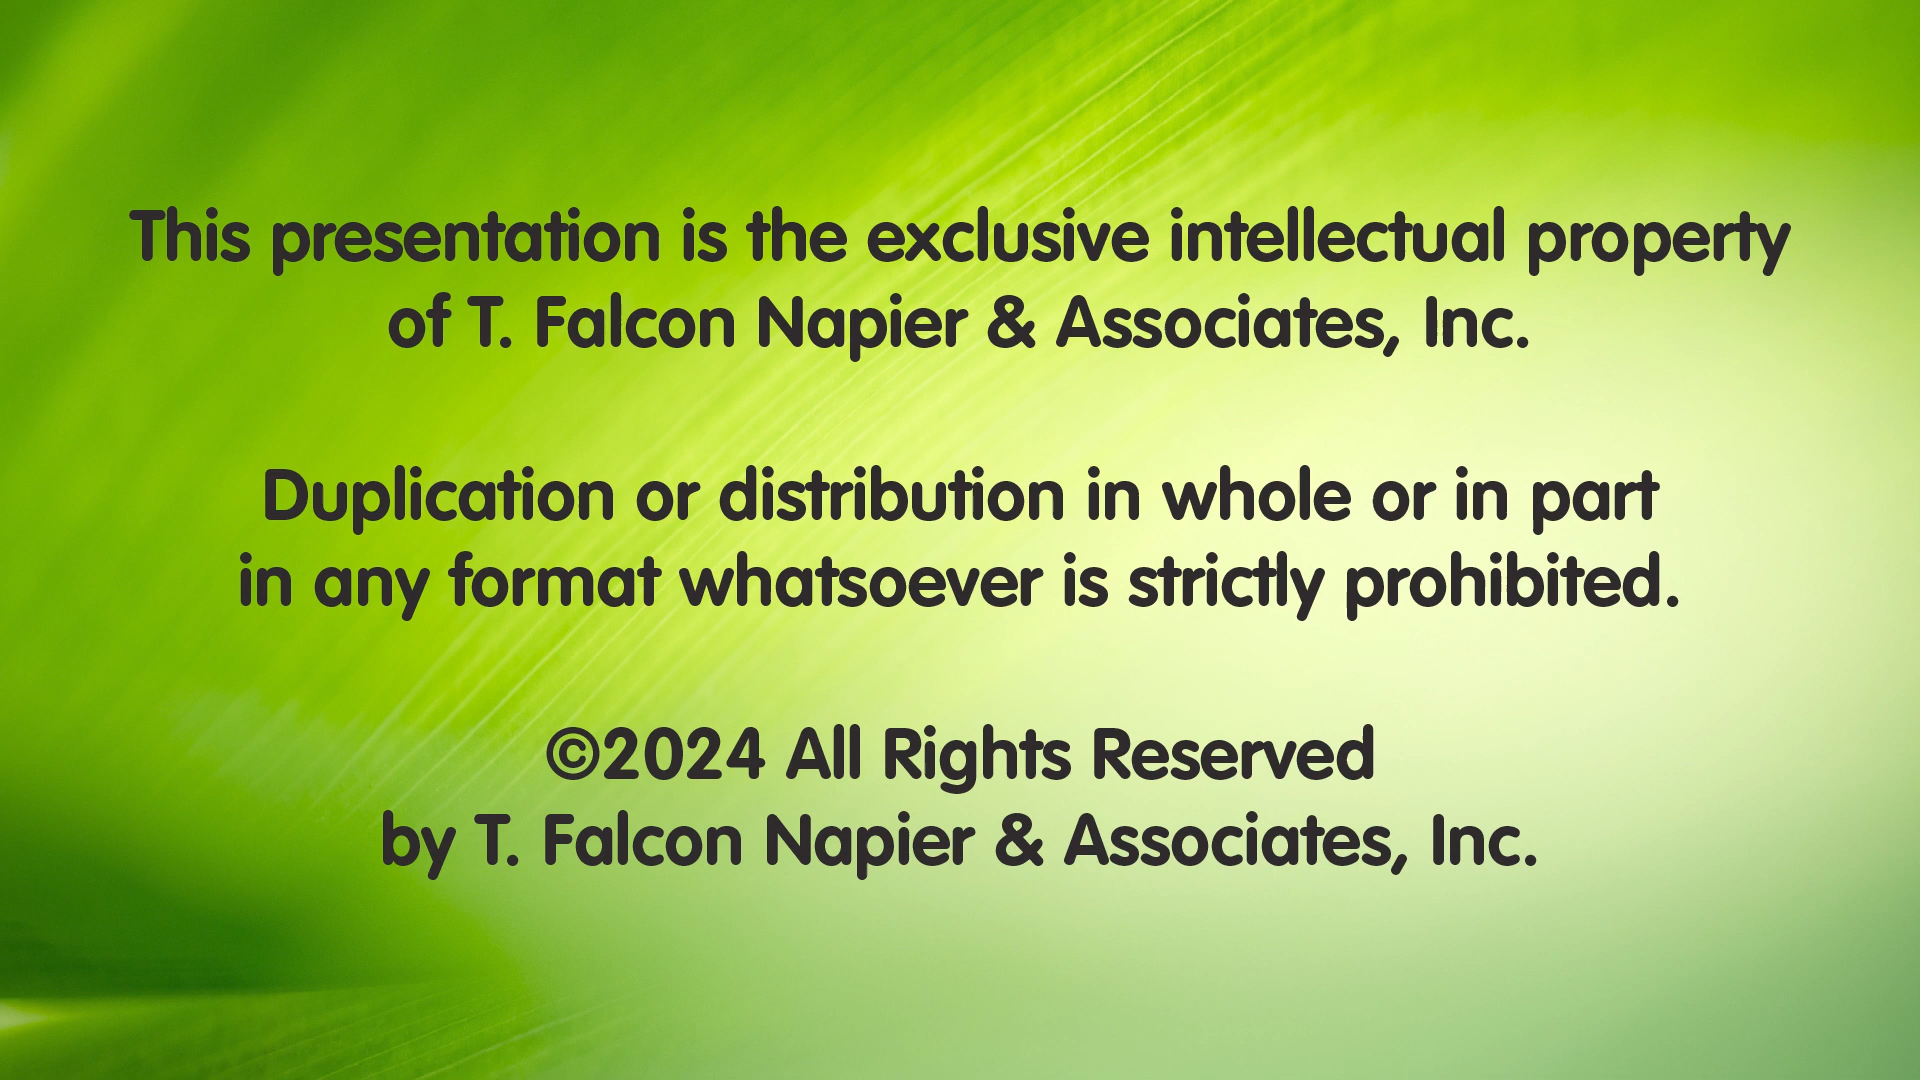 This presentation is the exclusive intellectual property
of T. Falcon Napier & Associates, Inc.
Duplication or distribution in whole or in part
in any format whatsoever is strictly prohibited.
©2024 All Rights Reserved
by T. Falcon Napier & Associates, Inc.